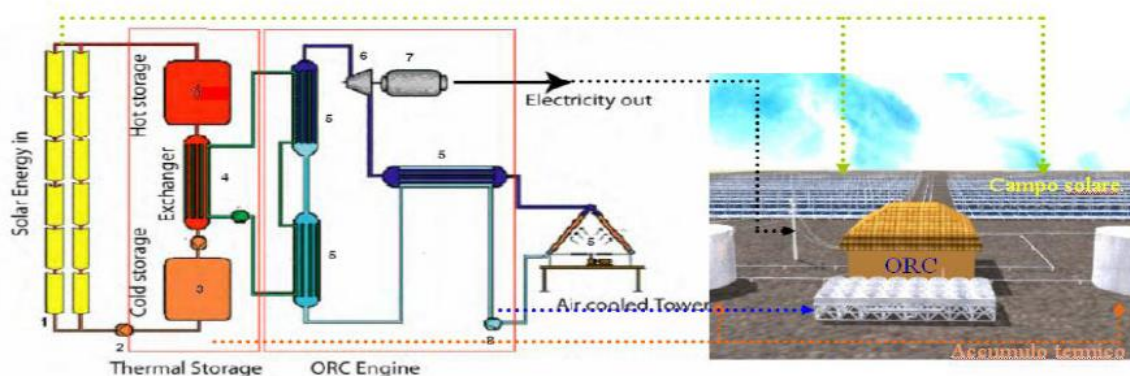 Solar Energy in
Hot storage
Exchanger
Cold storage
1
2
3
4
5
5
5
6
7
8
Electricity out
Air cooled Tower
Thermal Storage
ORC Engine
Campo solare
ORC
Accumulo termico